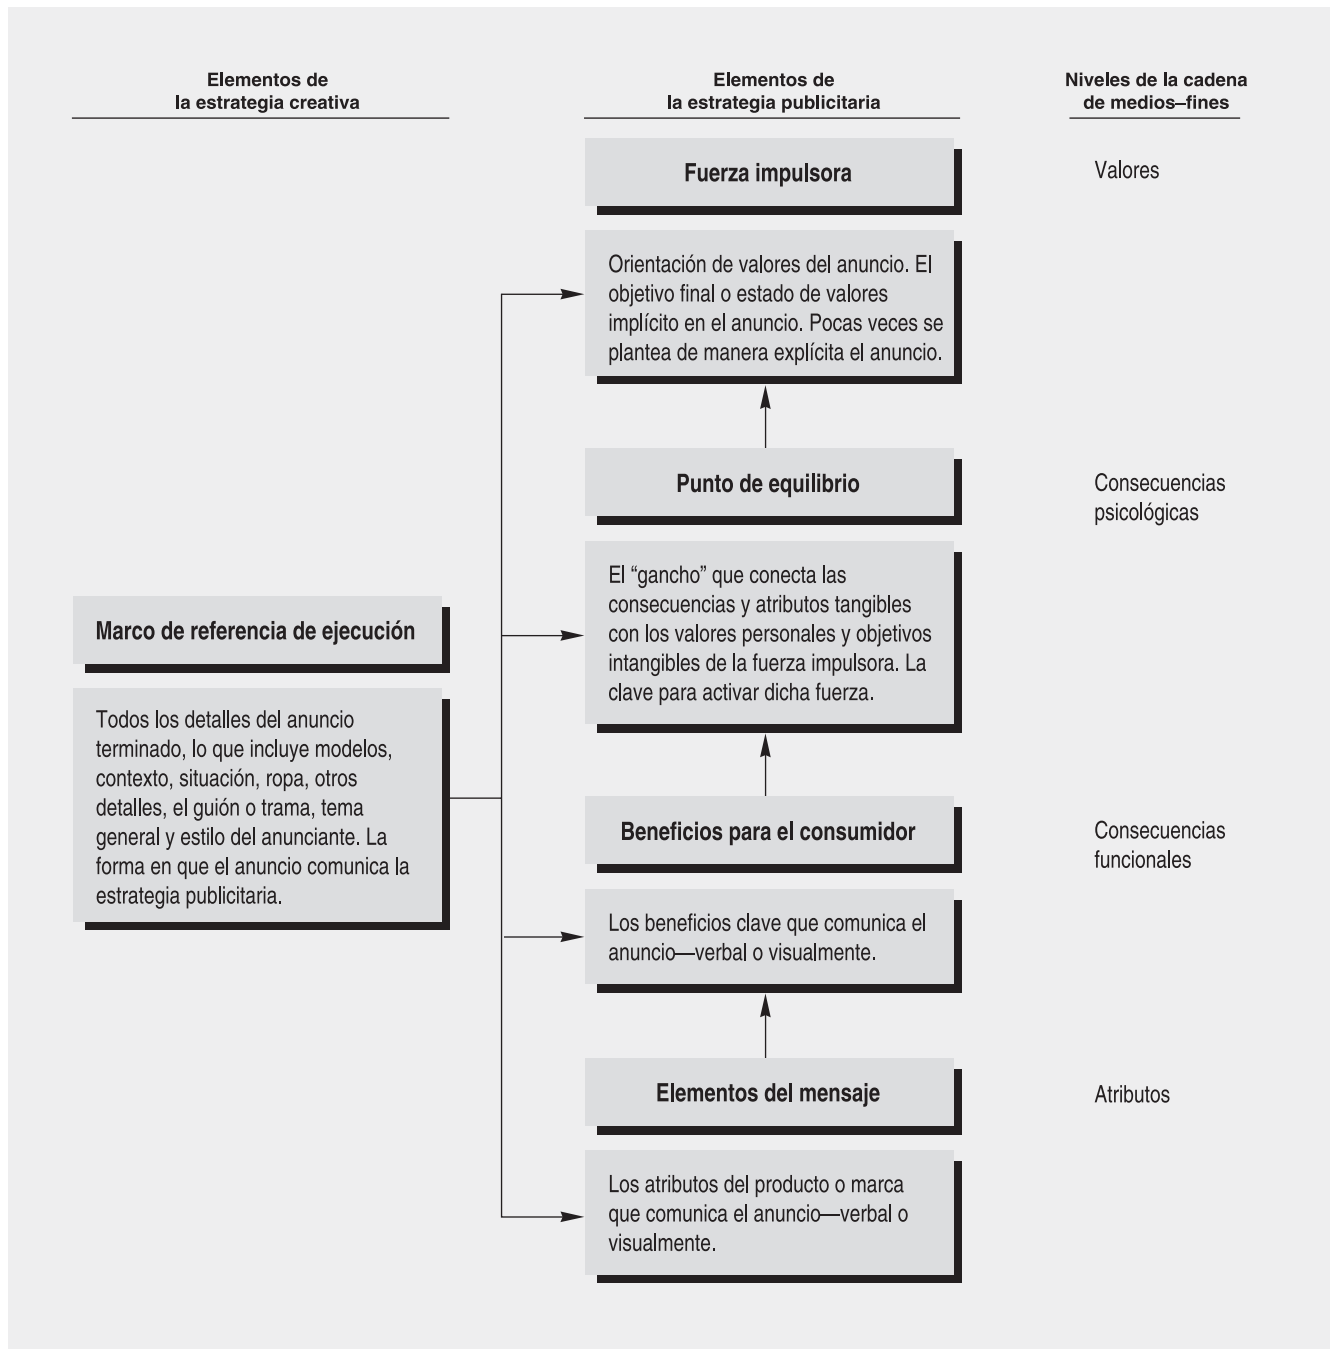 Elementos de
la estrategia creativa
Elementos de
la estrategia publicitaria
Niveles de la cadena
de medios–fines
Fuerza impulsora
Valores
Orientación de valores del anuncio. El
objetivo final o estado de valores
implícito en el anuncio. Pocas veces se
plantea de manera explícita el anuncio.
Punto de equilibrio
Consecuencias
psicológicas
El “gancho” que conecta las
consecuencias y atributos tangibles
con los valores personales y objetivos
intangibles de la fuerza impulsora. La
clave para activar dicha fuerza.
Marco de referencia de ejecución
Todos los detalles del anuncio
terminado, lo que incluye modelos,
contexto, situación, ropa, otros
detalles, el guión o trama, tema
general y estilo del anunciante. La
forma en que el anuncio comunica la
estrategia publicitaria.
Beneficios para el consumidor
Consecuencias
funcionales
Los beneficios clave que comunica el
anuncio—verbal o visualmente.
Elementos del mensaje
Atributos
Los atributos del producto o marca
que comunica el anuncio—verbal o
visualmente.